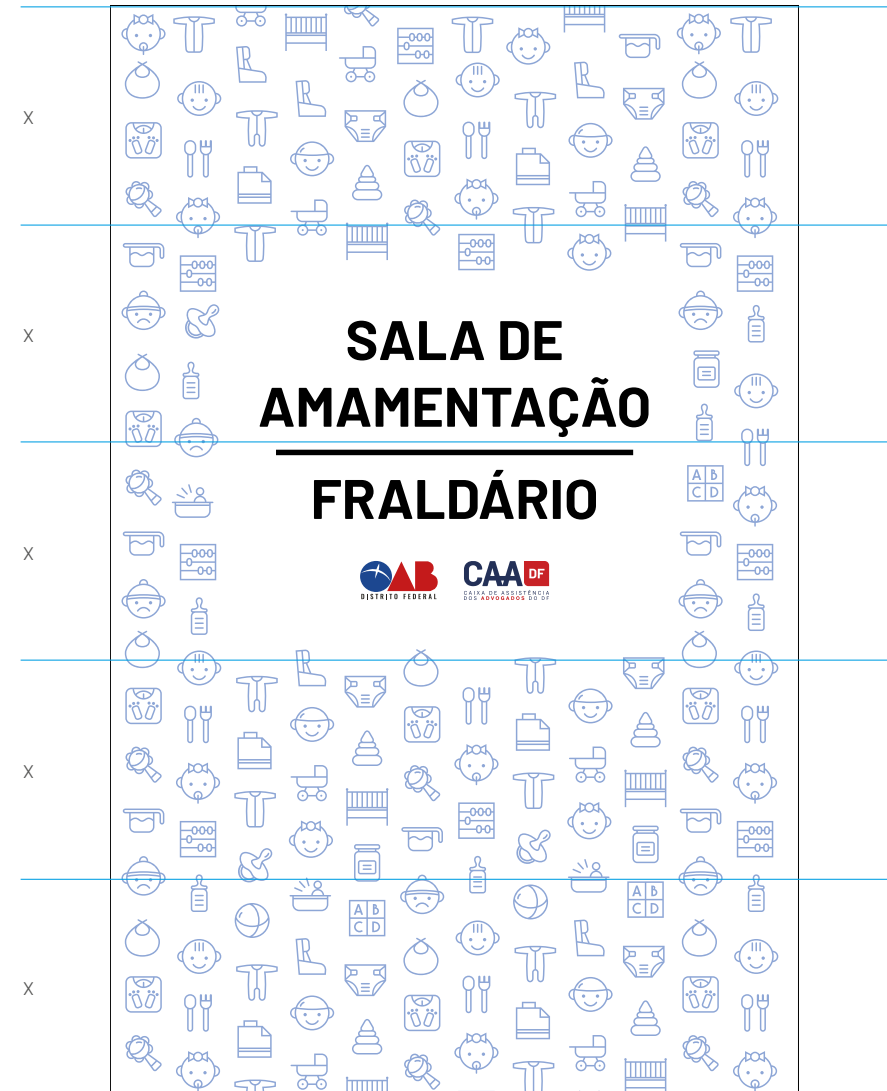 X
X
SALA DE
AMAMENTAÇÃO
X
FRALDÁRIO
A B
C D
OAB
DISTRITO FEDERAL
CAA DF
CAIXA DE ASSISTÊNCIA
DOS ADVOGADOS DO DF
X
A B
C D
A B
C D
X